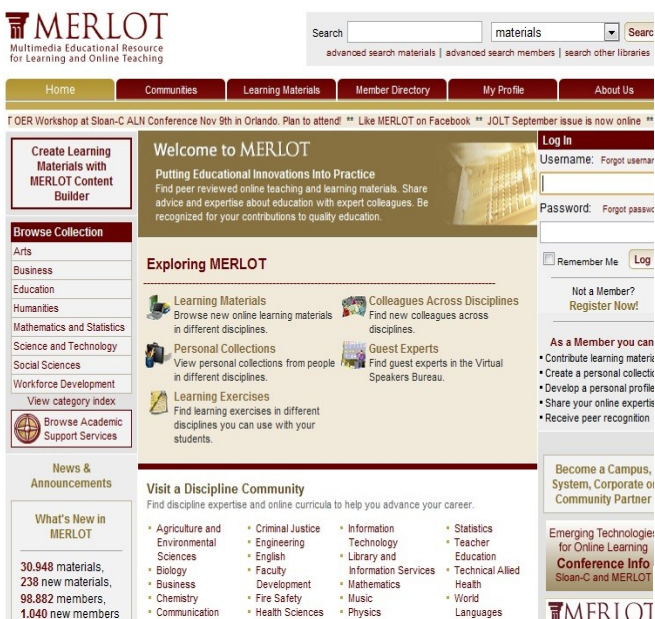 MERLOT
Multimedia Educational Resource
for Learning and Online Teaching
Search
materials
advanced search materials | advanced search members | search other libraries
Home
Communities
Learning Materials
Member Directory
My Profile
About Us
OER Workshop at Sloan-C ALN Conference Nov 9th in Orlando. Plan to attend! ** Like MERLOT on Facebook ** JOLT September issue is now online **
Create Learning
Materials with
MERLOT Content
Builder
Browse Collection
Arts
Business
Education
Humanities
Mathematics and Statistics
Science and Technology
Social Sciences
Workforce Development
View category index
Browse Academic
Support Services
News &
Announcements
What's New in
MERLOT
30.948 materials,
238 new materials,
98.882 members,
1.040 new members
Welcome to MERLOT
Putting Educational Innovations Into
Practice
Find peer reviewed online teaching and learning materials. Share
advice and expertise about education with expert colleagues. Be
recognized for your contributions to quality education.
Exploring MERLOT
Learning Materials
Browse new online learning materials
in different disciplines.
Personal Collections
View personal collections from people
in different disciplines.
Learning Exercises
Find learning exercises in different
disciplines you can use with your
students.
Colleagues Across Disciplines
Find new colleagues across
disciplines.
Guest Experts
Find guest experts in the Virtual
Speakers Bureau.
Visit a Discipline Community
Find discipline expertise and online curricula to help you advance your career.
Agriculture and
Environmental
Sciences
Biology
Business
Chemistry
Communication
Criminal Justice
Engineering
English
Faculty
Development
Fire Safety
Health Sciences
Information
Technology
Library and
Information Services
Mathematics
Music
Physics
Statistics
Teacher
Education
Technical Allied
Health
World
Languages
Log In
Username: Forgot
Password: Forgot
Remember Me Log
Not a Member?
Register Now!
As a Member you can
Contribute learning
Create a personal
Develop a personal profile
Share your online
Receive peer recognition
Become a Campus,
System, Corporate or
Community Partner
Emerging Technologies
for Online Learning
Conference Info
Sloan-C and MERLOT
MERLOT